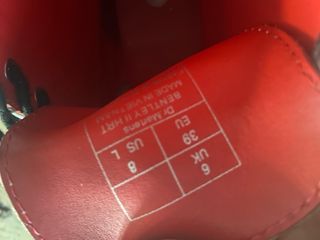 6
UK
8
39
US L
EU
Dr Martens
BENTLEY II HRT
MADE IN VIETNAM